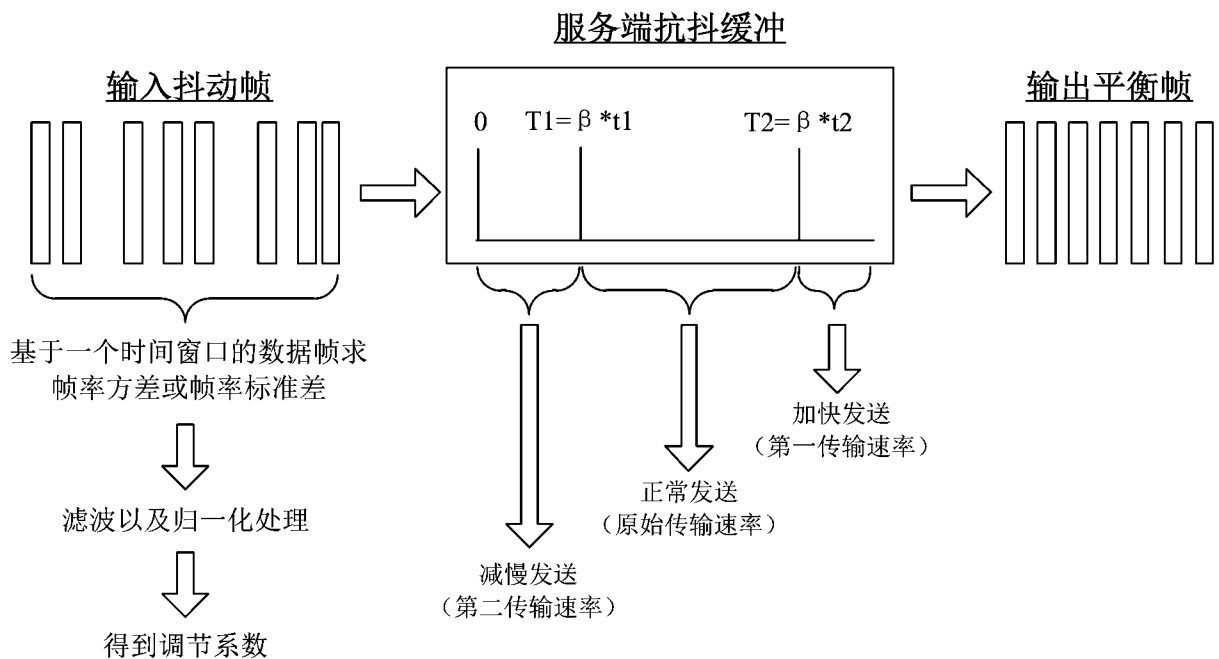 服务端抗抖缓冲
输入抖动帧
输出平衡帧
0
T1=β*t1
T2=β*t2
基于一个时间窗口的数据帧求
帧率方差或帧率标准差
滤波以及归一化处理
得到调节系数
减慢发送
（第二传输速率）
正常发送
（原始传输速率）
加快发送
（第一传输速率）